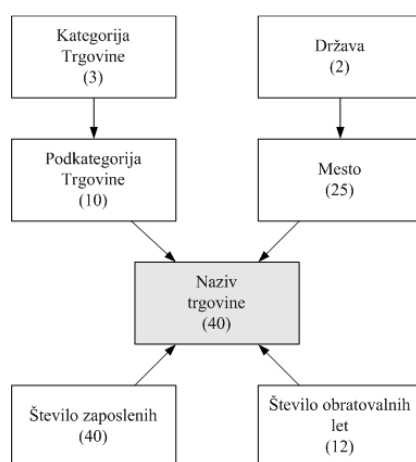 Kategorija
Trgovine
(3)
Država
(2)
Podkategorija
Trgovine
(10)
Mesto
(25)
Naziv
trgovine
(40)
Število zaposlenih
(40)
Število obratovalnih
let
(12)